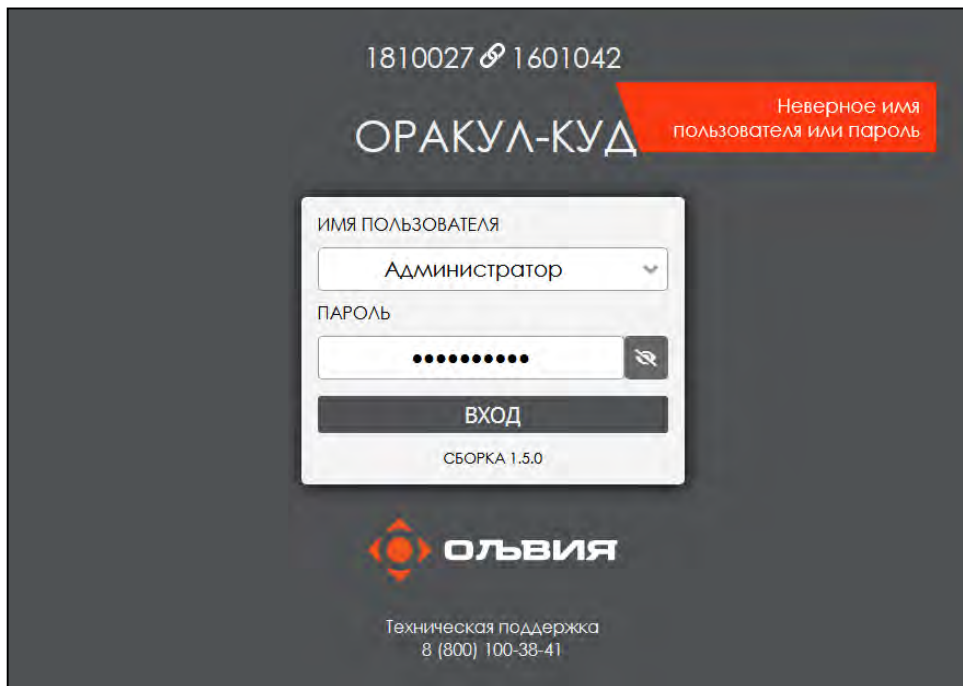 1810027 1601042
Неверное имя
пользователя или пароль
ОРАКУЛ-КУД
ИМЯ ПОЛЬЗОВАТЕЛЯ
Администратор
ПАРОЛЬ
••••••••••
ВХОД
СБОРКА 1.5.0
ОЛЬВИЯ
Техническая поддержка
8 (800) 100-38-41